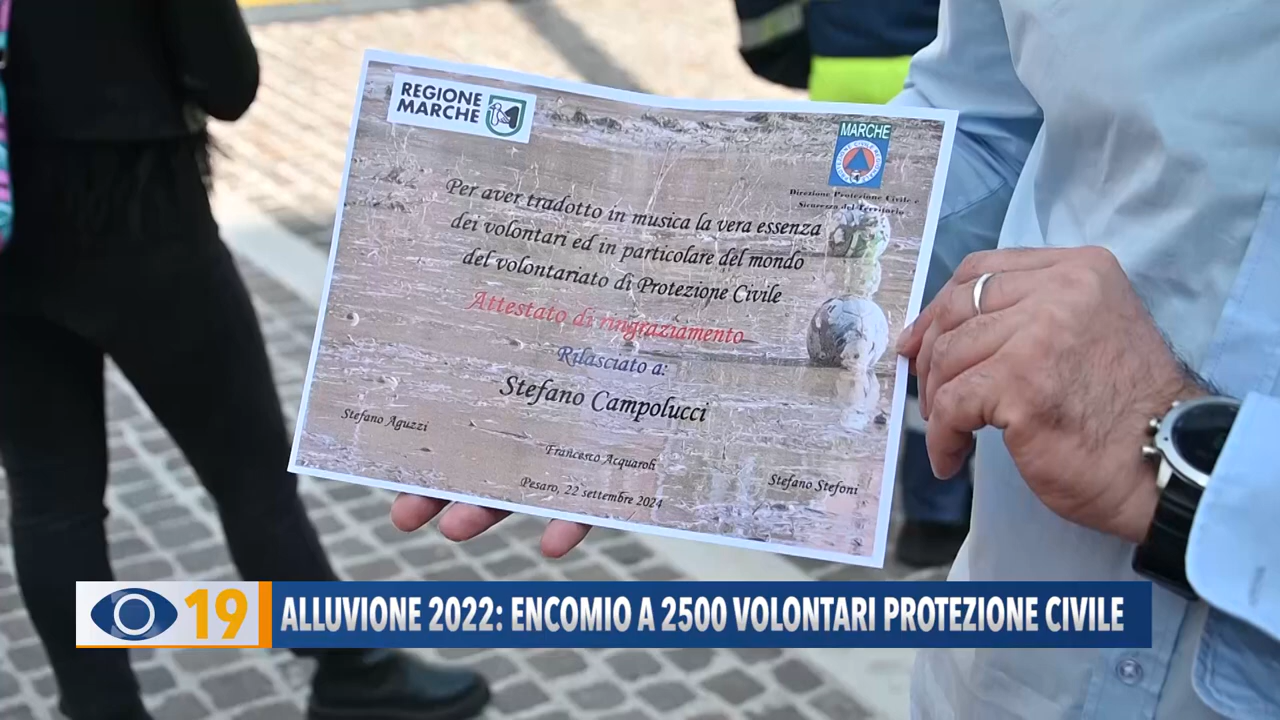 REGIONE
MARCHE
MARCHE
Direzione Protezione Civile e
Sicurezza del Territorio
Per aver tradotto in musica la vera essenza
dei volontari ed in particolare del mondo
del volontariato di Protezione Civile
Attestato di ringraziamento
Rilasciato a:
Stefano Campolucci
Stefano Aguzzi
Francesco Acquaroli
Stefano Stefoni
Pesaro, 22 settembre 2024
19 ALLUVIONE 2022: ENCOMIO A 2500 VOLONTARI PROTEZIONE CIVILE